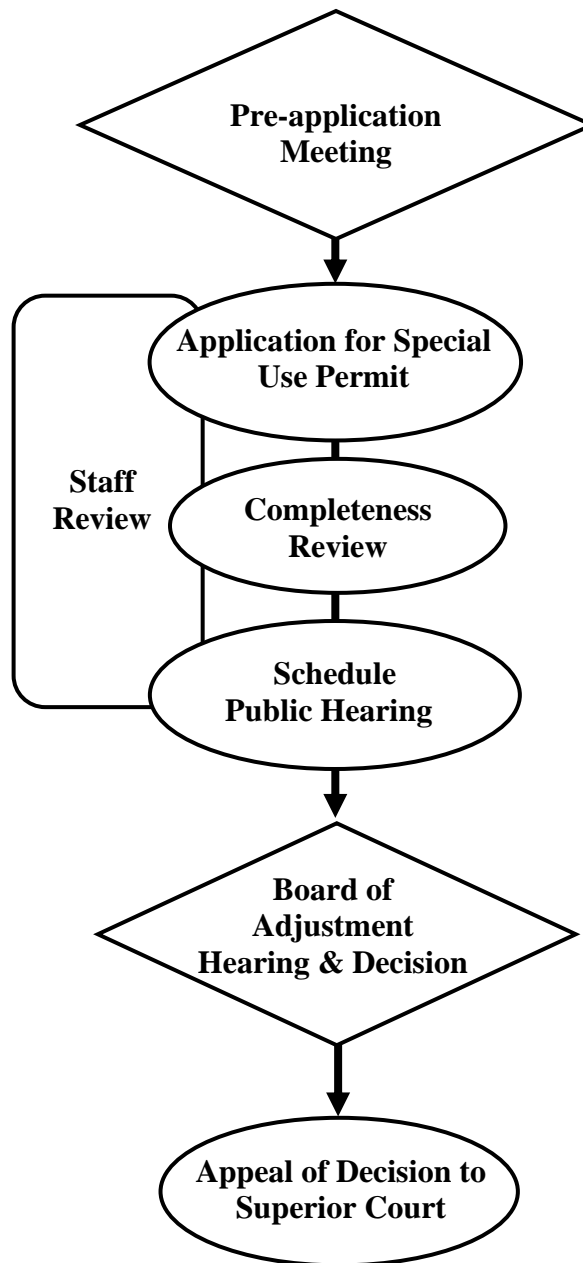 Pre-application
Meeting
Application for Special
Use Permit
Staff
Review
Completeness
Review
Schedule
Public Hearing
Board of
Adjustment
Hearing & Decision
Appeal of Decision to
Superior Court